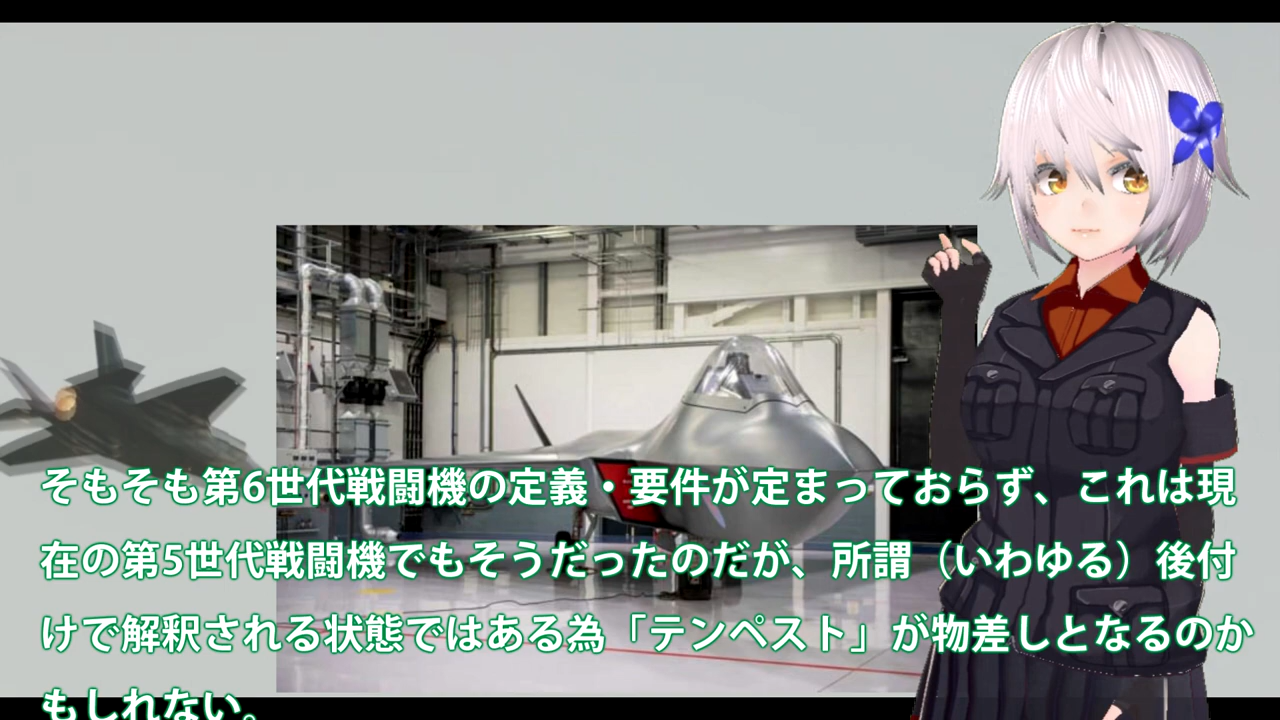 そもそも第6世代戦闘機の定義・要件が定まっておらず、これは現
在の第5世代戦闘機でもそうだったのだが、所謂（いわゆる）後付
けで解釈される状態ではある為「テンペスト」が物差しとなるのか
もしれない。